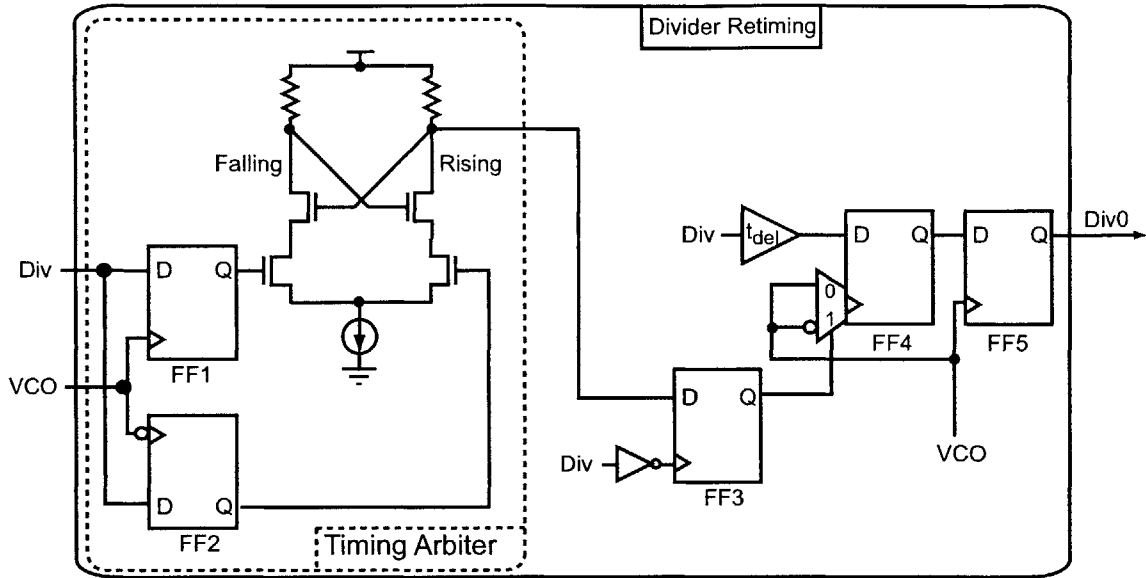 Divider Retiming
Falling
Rising
Div
D
Q
FF1
VCO
D
Q
FF2
Timing Arbiter
Div
tdel
D
Q
FF4
D
Q
FF5
Div0
0
1
D
Q
FF3
Div
VCO